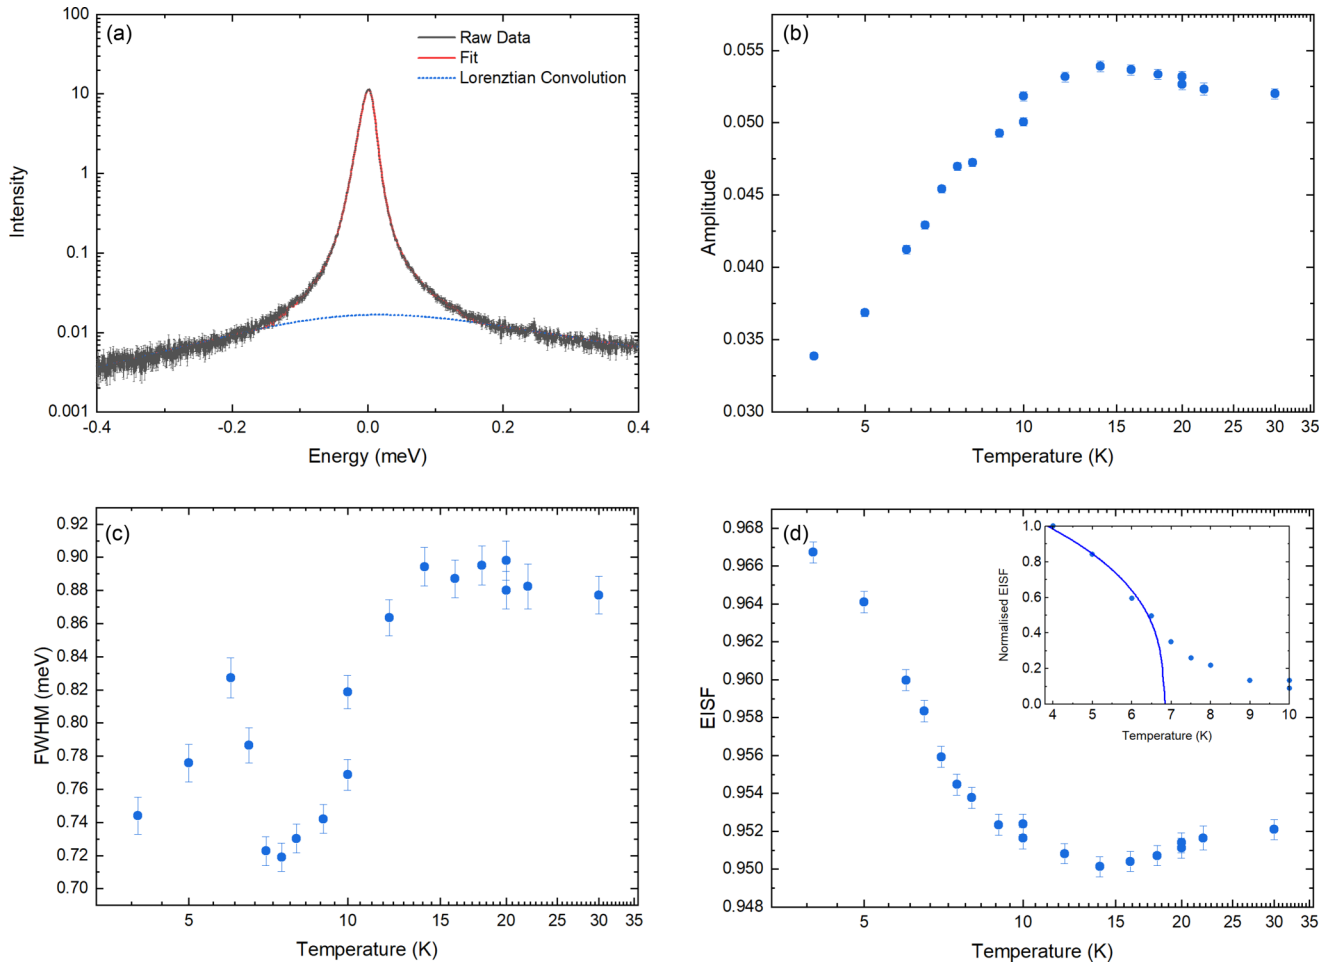 (a)
Raw Data
Fit
Lorenztian Convolution
100
10
1
0.1
0.01
0.001
Intensity
-0.4 -0.2 0.0 0.2 0.4
Energy (meV)
(b)
0.055
0.050
0.045
0.040
0.035
0.030
Amplitude
5 10 15 20 25 30 35
Temperature (K)
(c)
0.92
0.90
0.88
0.86
0.84
0.82
0.80
0.78
0.76
0.74
0.72
0.70
FWHM (meV)
5 10 15 20 25 30 35
Temperature (K)
(d)
0.968
0.966
0.964
0.962
0.960
0.958
0.956
0.954
0.952
0.950
0.948
EISF
5 10 15 20 25 30 35
Temperature (K)
1.0
0.8
0.6
0.4
0.2
0.0
Normalised EISF
4 5 6 7 8 9 10
Temperature (K)